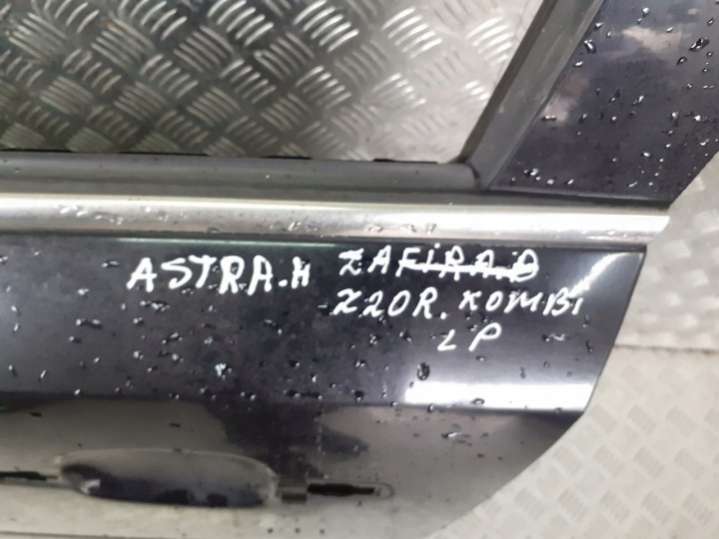 ASTRA.H ZAFIRA.B
Z20R. KOMBI
LP